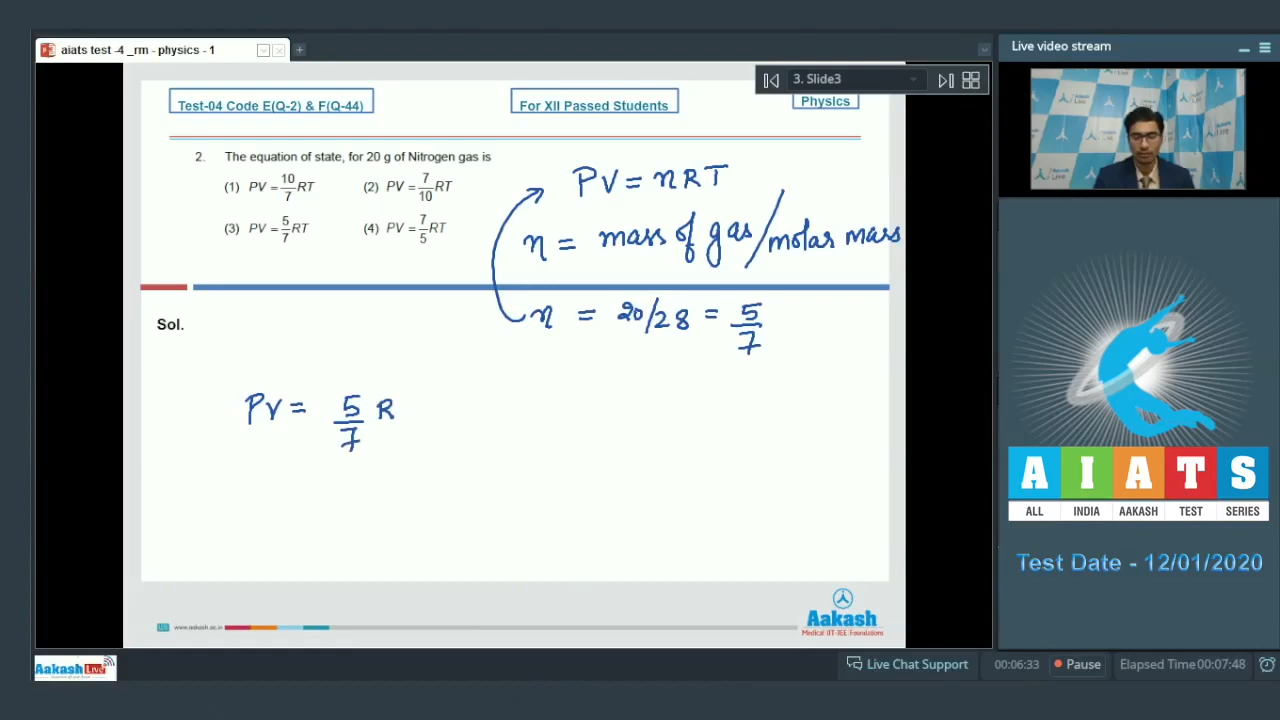 aiats test -4 _rm - physics - 1
Live video stream
3. Slide3
Test-04 Code E(Q-2) & F(Q-44)
For XII Passed Students
Physics
2. The equation of state, for 20 g of Nitrogen gas is
(1) PV = 10/7 RT (2) PV = 7/10 RT
(3) PV = 5/7 RT (4) PV = 7/5 RT
PV = nRT
n = mass of gas/molar mass
n = 20/28 = 5/7
Sol.
PV = 5/7 R
A I A T S
ALL INDIA AAKASH TEST SERIES
Test Date - 12/01/2020
www.aakash.ac.in
Aakash
Medical|IIT-JEE|Foundations
Aakash Live
Live Chat Support
00:06:33
Pause
Elapsed Time 00:07:48